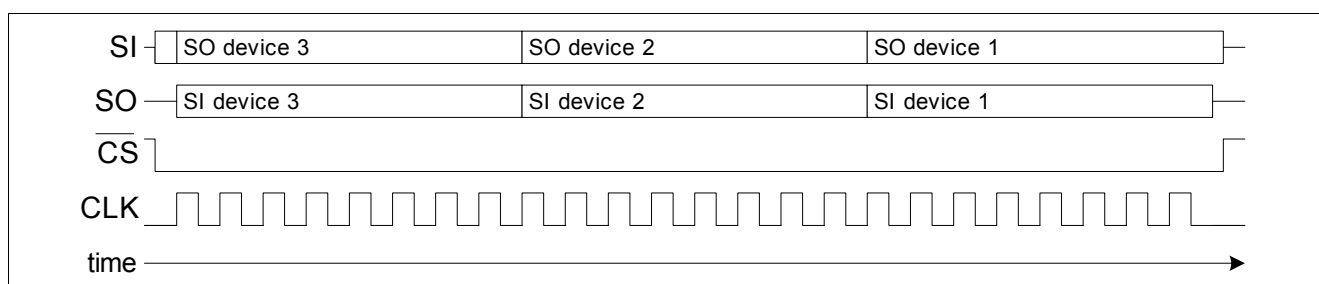 SI SO device 3 SO device 2 SO device 1
SO SI device 3 SI device 2 SI device 1
CS
CLK
time